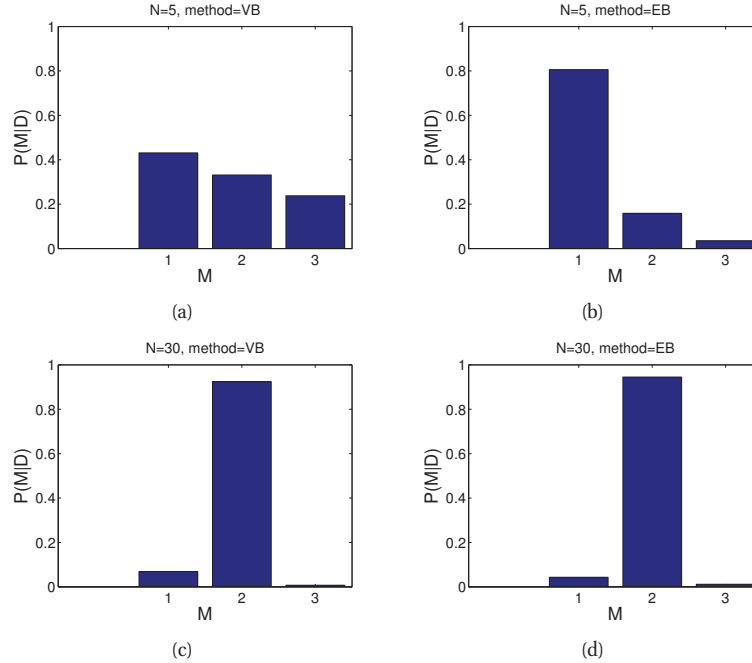 N=5, method=VB
1
0.8
0.6
0.4
0.2
0
P(M|D)
1 2 3
M
(a)
N=5, method=EB
1
0.8
0.6
0.4
0.2
0
P(M|D)
1 2 3
M
(b)
N=30, method=VB
1
0.8
0.6
0.4
0.2
0
P(M|D)
1 2 3
M
(c)
N=30, method=EB
1
0.8
0.6
0.4
0.2
0
P(M|D)
1 2 3
M
(d)